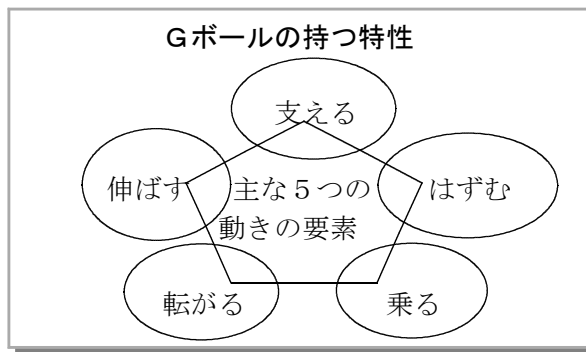 Gボールの持つ特性
支える
伸ばす
主な５つの
動きの要素
はずむ
転がる
乗る